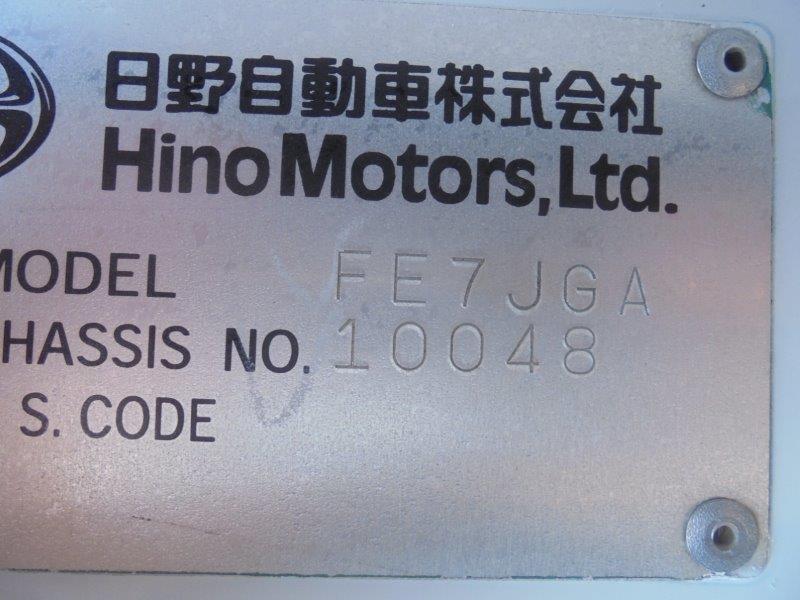 日野自動車株式会社
Hino Motors, Ltd.
MODEL FE7JGA
HASSIS NO. 10048
S. CODE